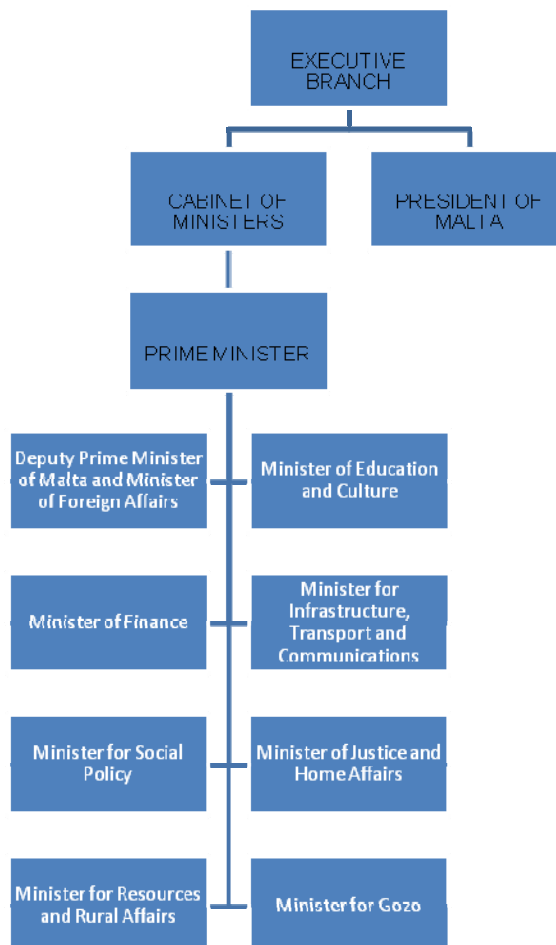 EXECUTIVE
BRANCH
CABINET OF
MINISTERS
PRESIDENT OF
MALTA
PRIME MINISTER
Deputy Prime Minister
of Malta and Minister
of Foreign Affairs
Minister of Education
and Culture
Minister of Finance
Minister for
Infrastructure,
Transport and
Communications
Minister for Social
Policy
Minister of Justice and
Home Affairs
Minister for Resources
and Rural Affairs
Minister for Gozo